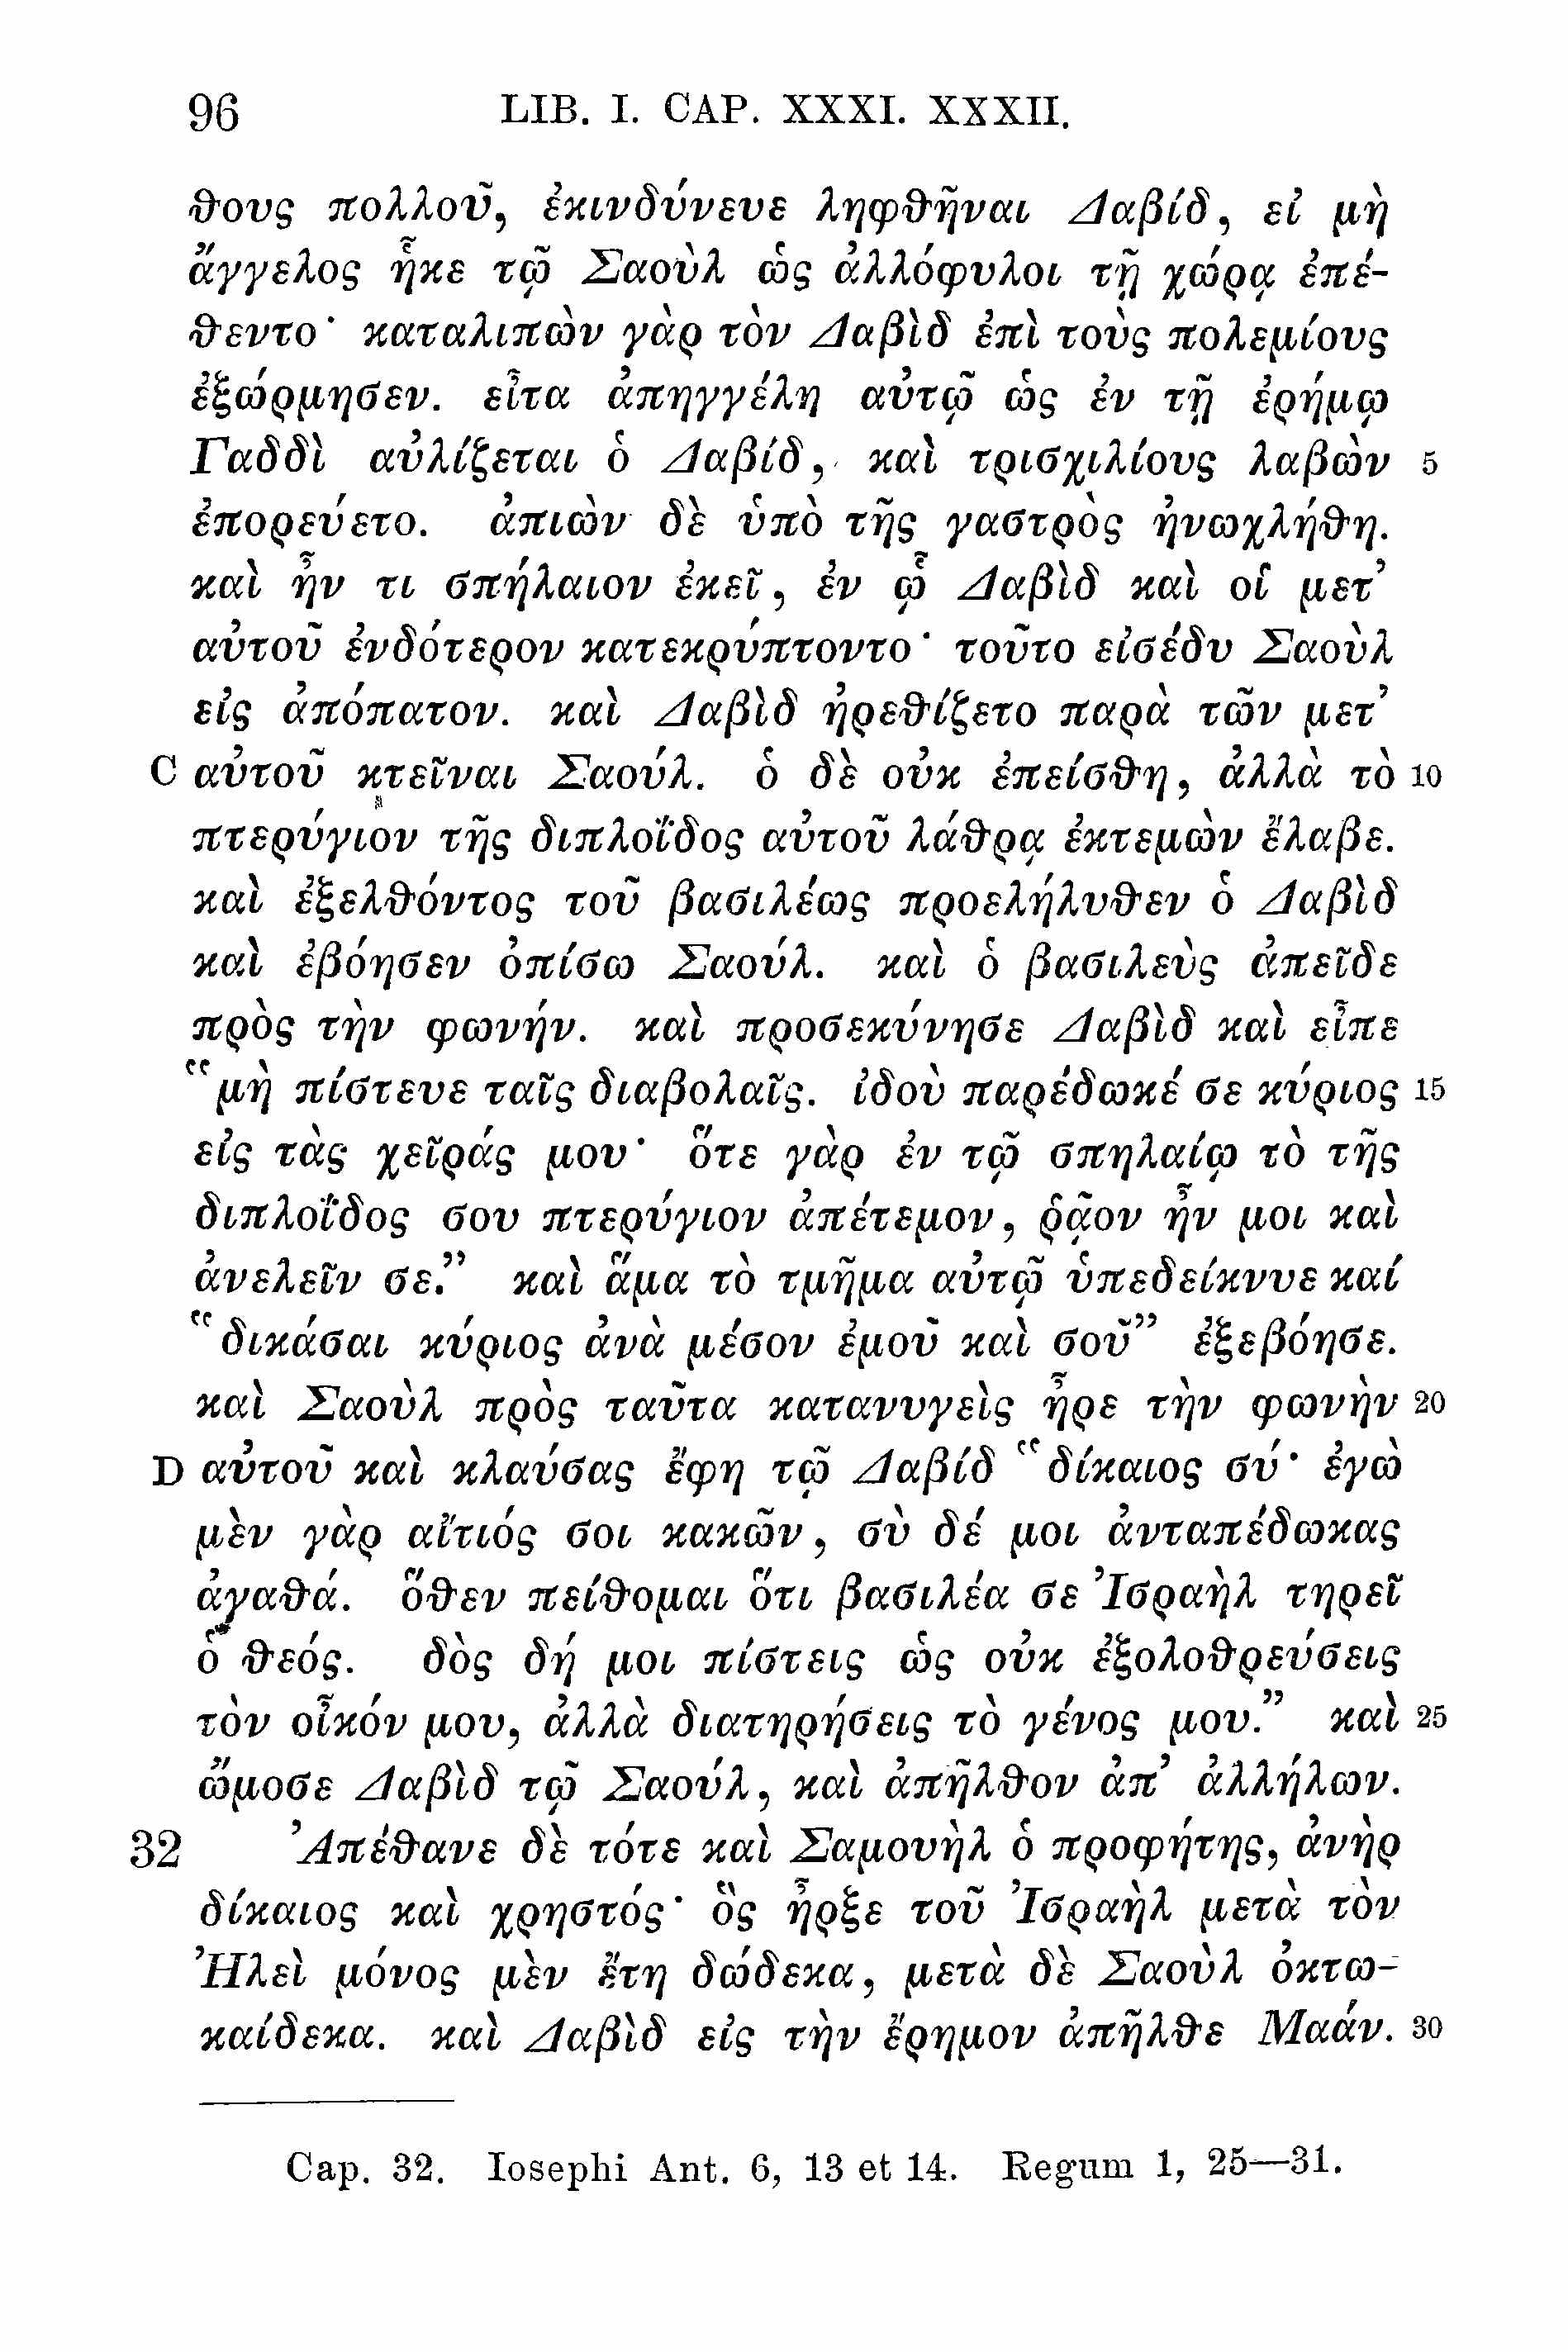 96 LIB. I. CAP. XXXI. XXXII.
θους πολλοῦ, ἐκινδύνευε ληφθῆναι Δαβίδ, εἰ μὴ
ἄγγελος ἧκε τῷ Σαοὺλ ὡς ἀλλόφυλοι τῇ χώρᾳ ἐπέ-
θεντο· καταλιπὼν γὰρ τὸν Δαβὶδ ἐπὶ τοὺς πολεμίους
ἐξώρμησεν. εἶτα ἀπηγγέλη αὐτῷ ὡς ἐν τῇ ἐρήμῳ
Γαδδὶ αὐλίζεται ὁ Δαβίδ, καὶ τρισχιλίους λαβὼν 5
ἐπορεύετο. ἀπιὼν δὲ ὑπὸ τῆς γαστρὸς ἠνωχλήθη.
καὶ ἦν τι σπήλαιον ἐκεῖ, ἐν ᾧ Δαβὶδ καὶ οἱ μετ᾽
αὐτοῦ ἐνδότερον κατεκρύπτοντο· τοῦτο εἰσέδυ Σαοὺλ
εἰς ἀπόπατον. καὶ Δαβὶδ ἠρεθίζετο παρὰ τῶν μετ᾽
C αὐτοῦ κτεῖναι Σαούλ. ὁ δὲ οὐκ ἐπείσθη, ἀλλὰ τὸ 10
πτερύγιον τῆς διπλοΐδος αὐτοῦ λάθρᾳ ἐκτεμὼν ἔλαβε.
καὶ ἐξελθόντος τοῦ βασιλέως προελήλυθεν ὁ Δαβὶδ
καὶ ἐβόησεν ὀπίσω Σαούλ. καὶ ὁ βασιλεὺς ἀπεῖδε
πρὸς τὴν φωνήν. καὶ προσεκύνησε Δαβὶδ καὶ εἶπε
“μὴ πίστευε ταῖς διαβολαῖς. ἰδοὺ παρέδωκέ σε κύριος 15
εἰς τὰς χεῖράς μου· ὅτε γὰρ ἐν τῷ σπηλαίῳ τὸ τῆς
διπλοΐδος σου πτερύγιον ἀπέτεμον, ῥᾷον ἦν μοι καὶ
ἀνελεῖν σε.” καὶ ἅμα τὸ τμῆμα αὐτῷ ὑπεδείκνυε καί
“δικάσαι κύριος ἀνὰ μέσον ἐμοῦ καὶ σοῦ” ἐξεβόησε.
καὶ Σαοὺλ πρὸς ταῦτα κατανυγεὶς ἦρε τὴν φωνὴν 20
D αὐτοῦ καὶ κλαύσας ἔφη τῷ Δαβίδ “δίκαιος σύ· ἐγὼ
μὲν γὰρ αἴτιός σοι κακῶν, σὺ δέ μοι ἀνταπέδωκας
ἀγαθά. ὅθεν πείθομαι ὅτι βασιλέα σε Ἰσραὴλ τηρεῖ
ὁ θεός. δὸς δή μοι πίστεις ὡς οὐκ ἐξολοθρεύσεις
τὸν οἶκόν μου, ἀλλὰ διατηρήσεις τὸ γένος μου.” καὶ 25
ὤμοσε Δαβὶδ τῷ Σαούλ, καὶ ἀπῆλθον ἀπ᾽ ἀλλήλων.
32 Ἀπέθανε δὲ τότε καὶ Σαμουὴλ ὁ προφήτης, ἀνὴρ
δίκαιος καὶ χρηστός· ὃς ἦρξε τοῦ Ἰσραὴλ μετὰ τὸν
Ἠλεὶ μόνος μὲν ἔτη δώδεκα, μετὰ δὲ Σαοὺλ ὀκτω-
καίδεκα. καὶ Δαβὶδ εἰς τὴν ἔρημον ἀπῆλθε Μαάν. 30
Cap. 32. Iosephi Ant. 6, 13 et 14. Regum 1, 25—31.